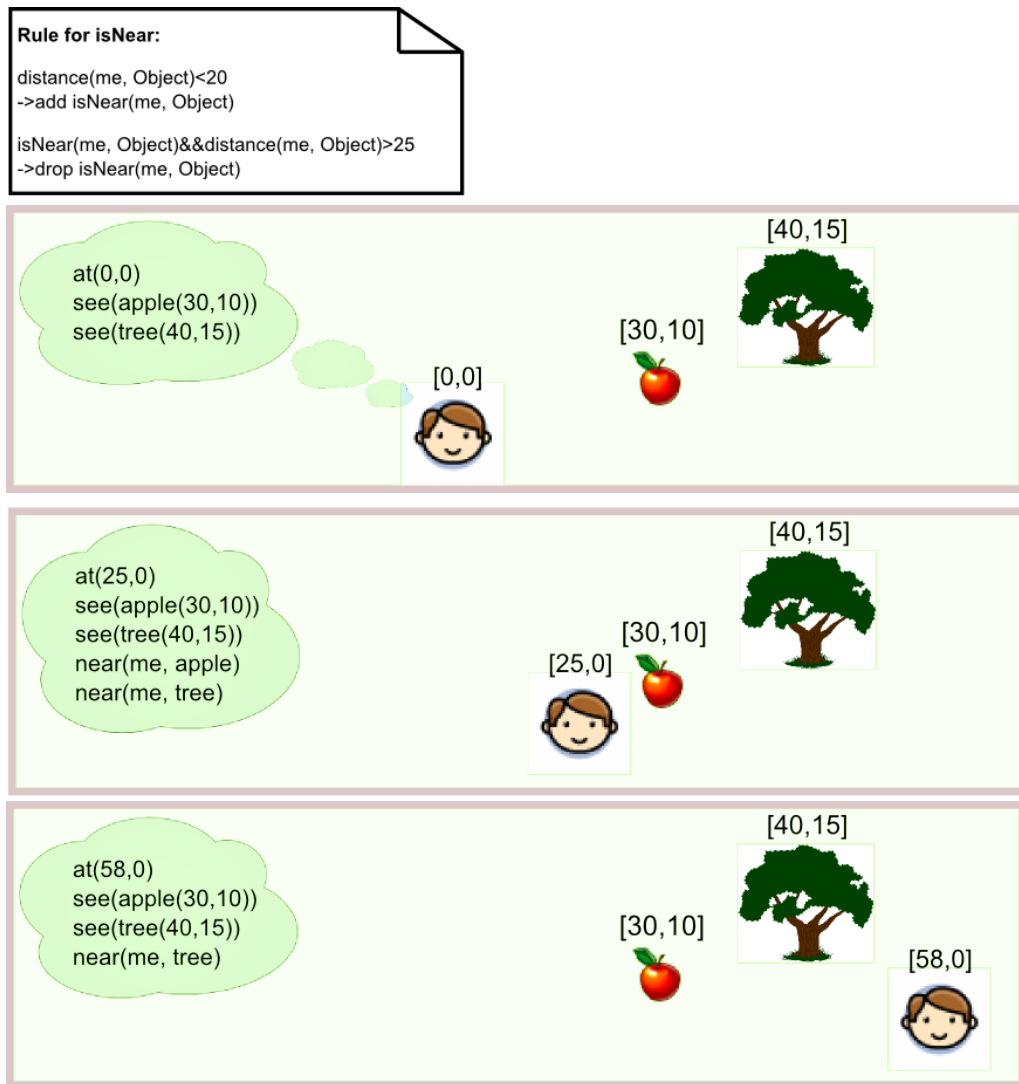 Rule for isNear:
distance(me, Object)<20
->add isNear(me, Object)
isNear(me, Object)&&distance(me, Object)>25
->drop isNear(me, Object)
at(0,0)
see(apple(30,10))
see(tree(40,15))
[40,15]
[30,10]
[0,0]
at(25,0)
see(apple(30,10))
see(tree(40,15))
near(me, apple)
near(me, tree)
[40,15]
[30,10]
[25,0]
at(58,0)
see(apple(30,10))
see(tree(40,15))
near(me, tree)
[40,15]
[30,10]
[58,0]